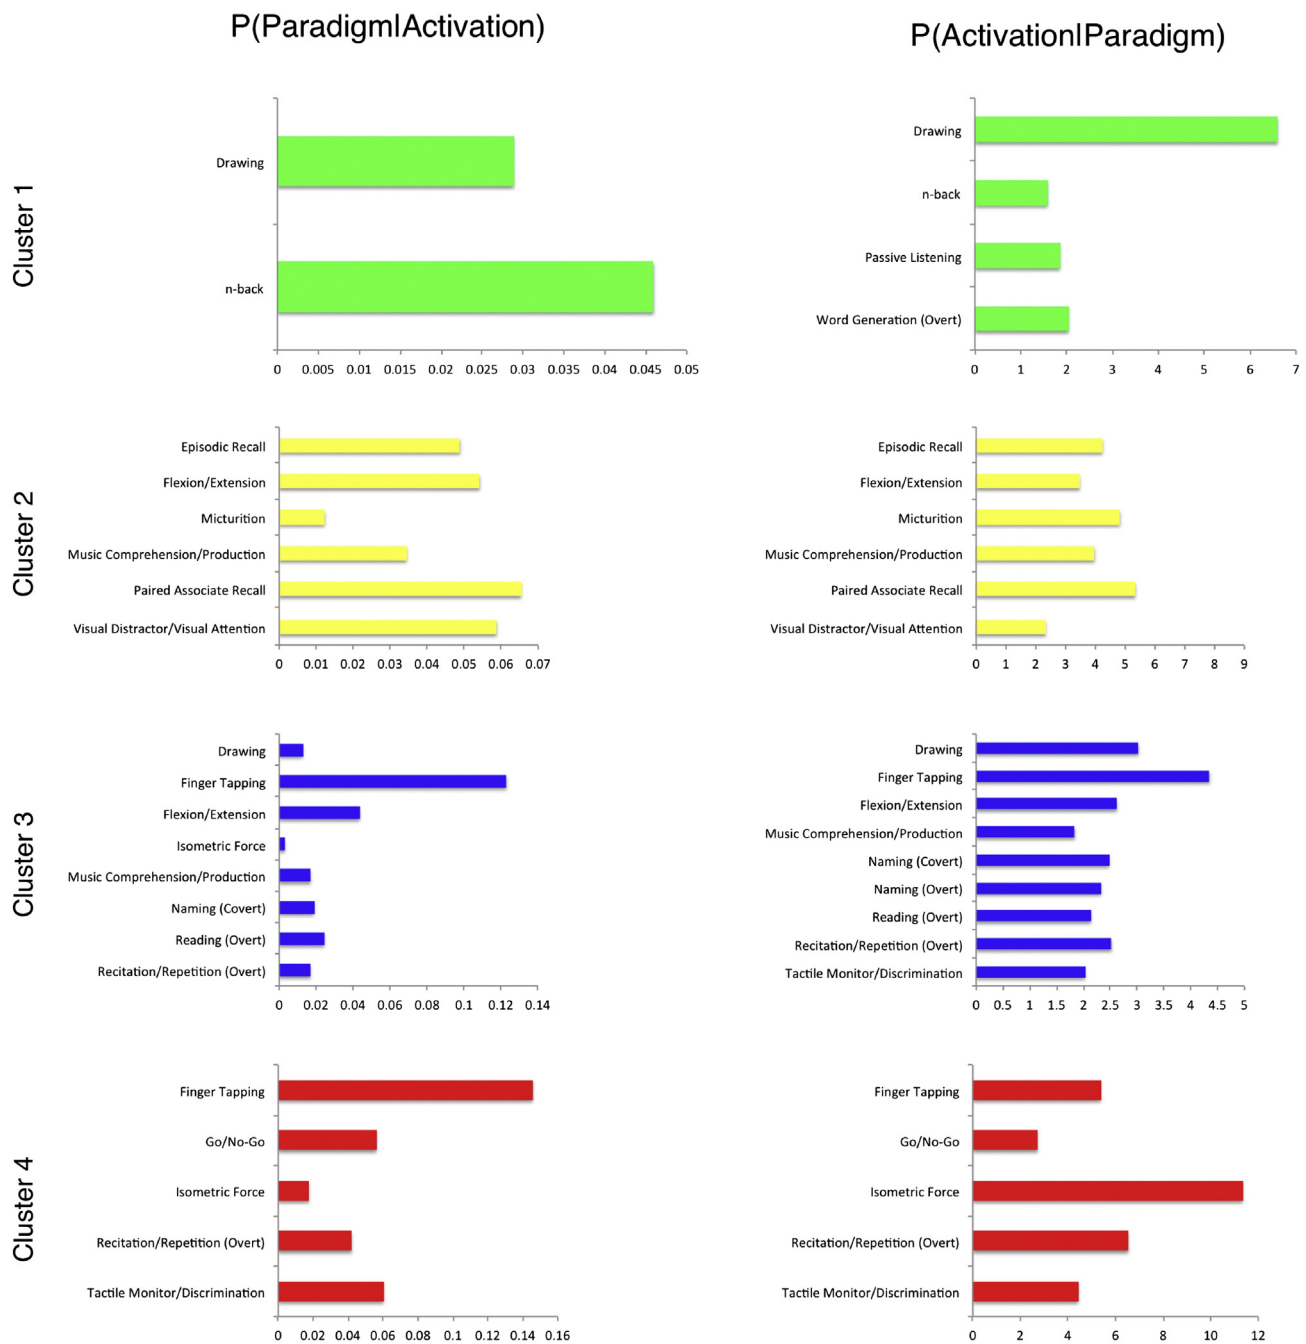 P(Paradigm|Activation)
P(Activation|Paradigm)
Cluster 1
Drawing
n-back
0 0.005 0.01 0.015 0.02 0.025 0.03 0.035 0.04 0.045 0.05
Drawing
n-back
Passive Listening
Word Generation (Overt)
0 1 2 3 4 5 6 7
Cluster 2
Episodic Recall
Flexion/Extension
Micturition
Music Comprehension/Production
Paired Associate Recall
Visual Distractor/Visual Attention
0 0.01 0.02 0.03 0.04 0.05 0.06 0.07
Episodic Recall
Flexion/Extension
Micturition
Music Comprehension/Production
Paired Associate Recall
Visual Distractor/Visual Attention
0 1 2 3 4 5 6 7 8 9
Cluster 3
Drawing
Finger Tapping
Flexion/Extension
Isometric Force
Music Comprehension/Production
Naming (Covert)
Reading (Overt)
Recitation/Repetition (Overt)
0 0.02 0.04 0.06 0.08 0.1 0.12 0.14
Drawing
Finger Tapping
Flexion/Extension
Music Comprehension/Production
Naming (Covert)
Naming (Overt)
Reading (Overt)
Recitation/Repetition (Overt)
Tactile Monitor/Discrimination
0 0.5 1 1.5 2 2.5 3 3.5 4 4.5 5
Cluster 4
Finger Tapping
Go/No-Go
Isometric Force
Recitation/Repetition (Overt)
Tactile Monitor/Discrimination
0 0.02 0.04 0.06 0.08 0.1 0.12 0.14 0.16
Finger Tapping
Go/No-Go
Isometric Force
Recitation/Repetition (Overt)
Tactile Monitor/Discrimination
0 2 4 6 8 10 12